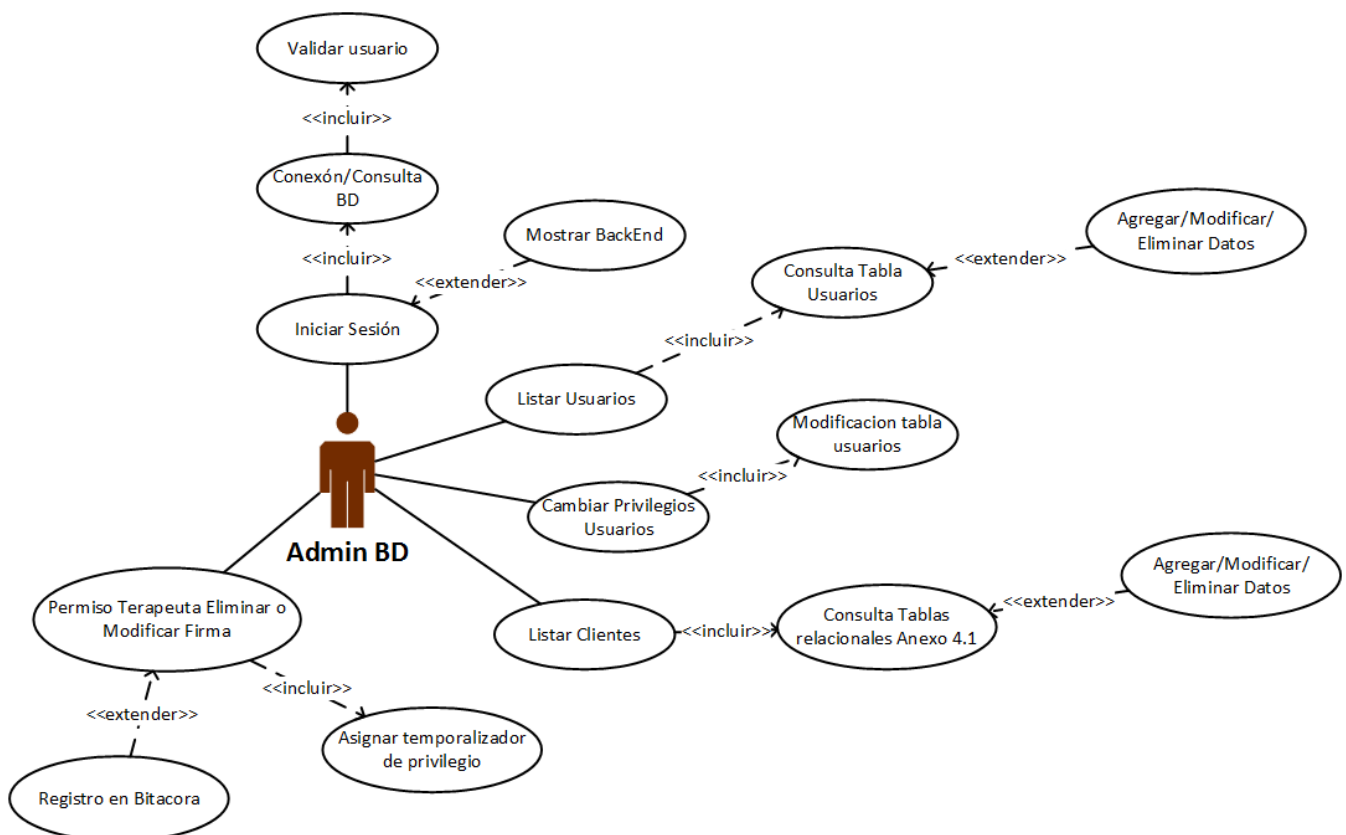 Validar usuario
<<incluir>>
Conexón/Consulta
BD
<<incluir>>
Mostrar BackEnd
<<extender>>
Iniciar Sesión
Agregar/Modificar/
Eliminar Datos
<<extender>>
Consulta Tabla
Usuarios
<<incluir>>
Listar Usuarios
Modificacion tabla
usuarios
<<incluir>>
Cambiar Privilegios
Usuarios
Admin BD
Agregar/Modificar/
Eliminar Datos
<<extender>>
Consulta Tablas
relacionales Anexo 4.1
<<incluir>>
Listar Clientes
Permiso Terapeuta Eliminar o
Modificar Firma
<<incluir>>
<<extender>>
Asignar temporalizador
de privilegio
Registro en Bitacora